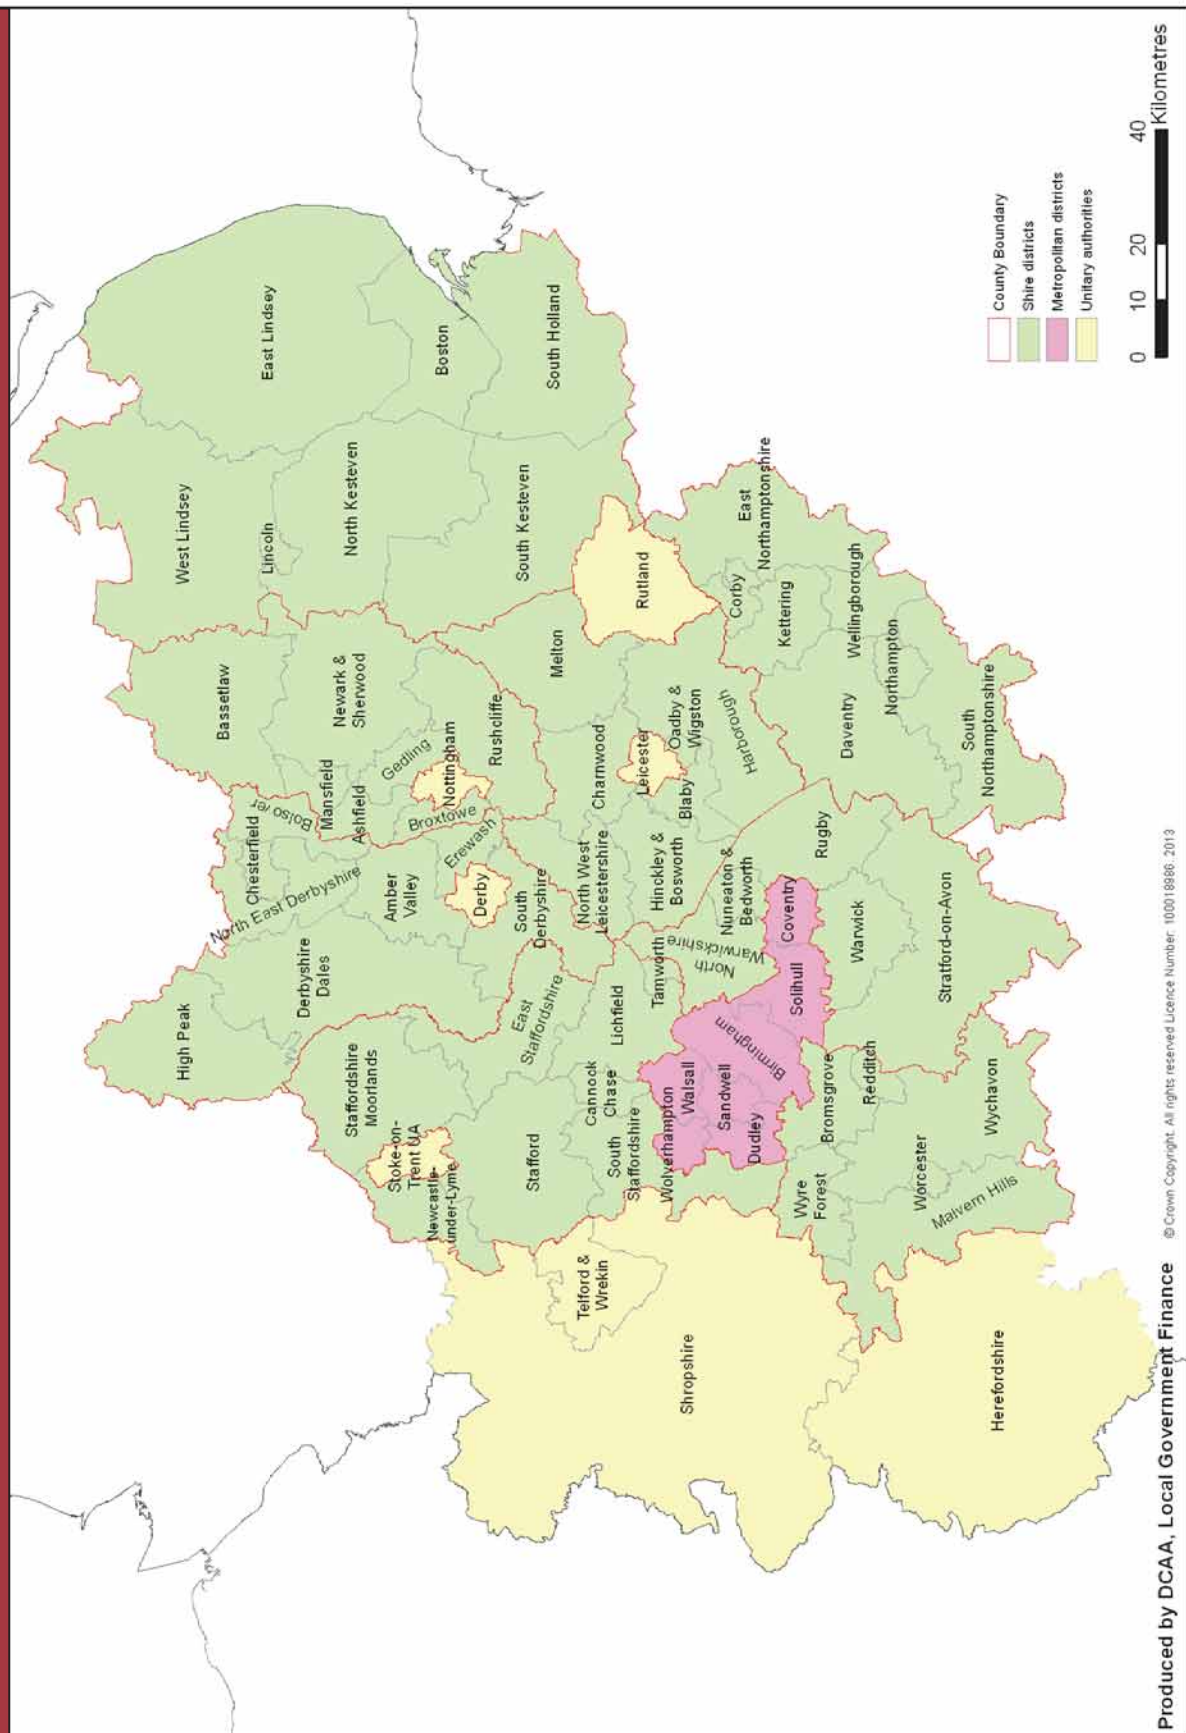 High Peak
North East Derbyshire
Chesterfield
Bolsover
Bassetlaw
West Lindsey
East Lindsey
Lincoln
Derbyshire
Dales
Amber
Valley
Mansfield
Ashfield
Newark &
Sherwood
North Kesteven
Boston
Staffordshire
Moorlands
Stoke-on-
Trent UA
Newcastle-
under-Lyme
Derby
Erewash
Broxtowe
Gedling
Nottingham
Rushcliffe
South Kesteven
South Holland
Stafford
East
Staffordshire
South
Derbyshire
North West
Leicestershire
Charnwood
Melton
Rutland
Telford &
Wrekin
South
Staffordshire
Cannock
Chase
Lichfield
Tamworth
Hinckley &
Bosworth
Leicester
Blaby
Oadby &
Wigston
Harborough
Shropshire
Wolverhampton
Walsall
Sandwell
Dudley
Birmingham
Solihull
Coventry
North
Warwickshire
Nuneaton &
Bedworth
Rugby
Corby
Kettering
East
Northamptonshire
Wellingborough
Northampton
Daventry
South
Northamptonshire
Wyre
Forest
Bromsgrove
Redditch
Warwick
Stratford-on-Avon
Worcester
Wychavon
Malvern Hills
Herefordshire
County Boundary
Shire districts
Metropolitan districts
Unitary authorities
0 10 20 40
Kilometres
Produced by DCAA, Local Government Finance
© Crown Copyright. All rights reserved Licence Number: 100018986. 2013